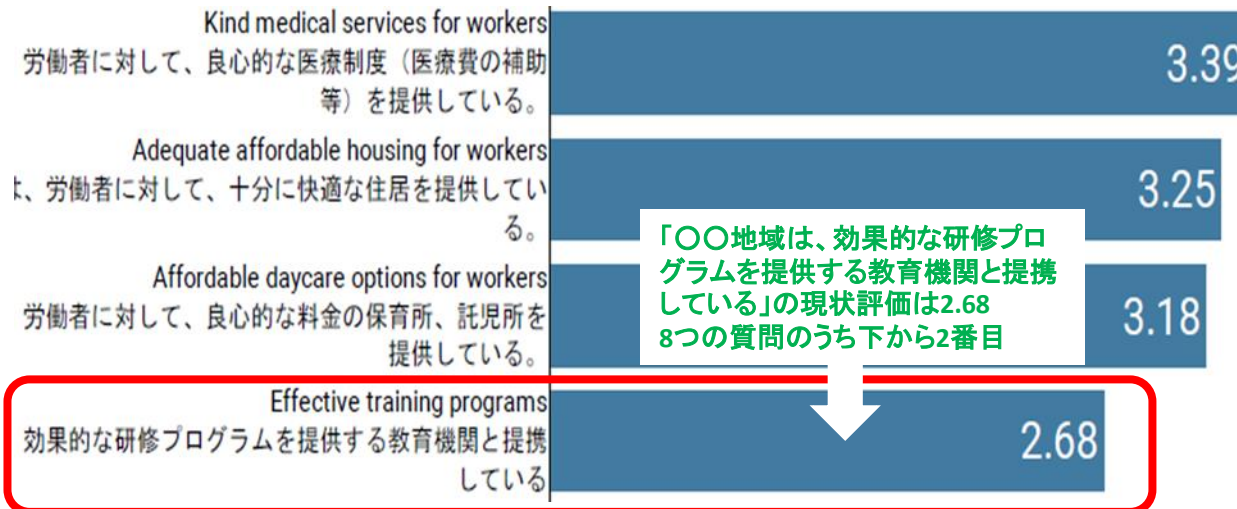 Kind medical services for workers
労働者に対して、良心的な医療制度（医療費の補助
等）を提供している。
3.39
Adequate affordable housing for workers
は、労働者に対して、十分に快適な住居を提供してい
る。
3.25
「〇〇地域は、効果的な研修プロ
グラムを提供する教育機関と提携
している」の現状評価は2.68
8つの質問のうち下から2番目
Affordable daycare options for workers
労働者に対して、良心的な料金の保育所、託児所を
提供している。
3.18
Effective training programs
効果的な研修プログラムを提供する教育機関と提携
している
2.68